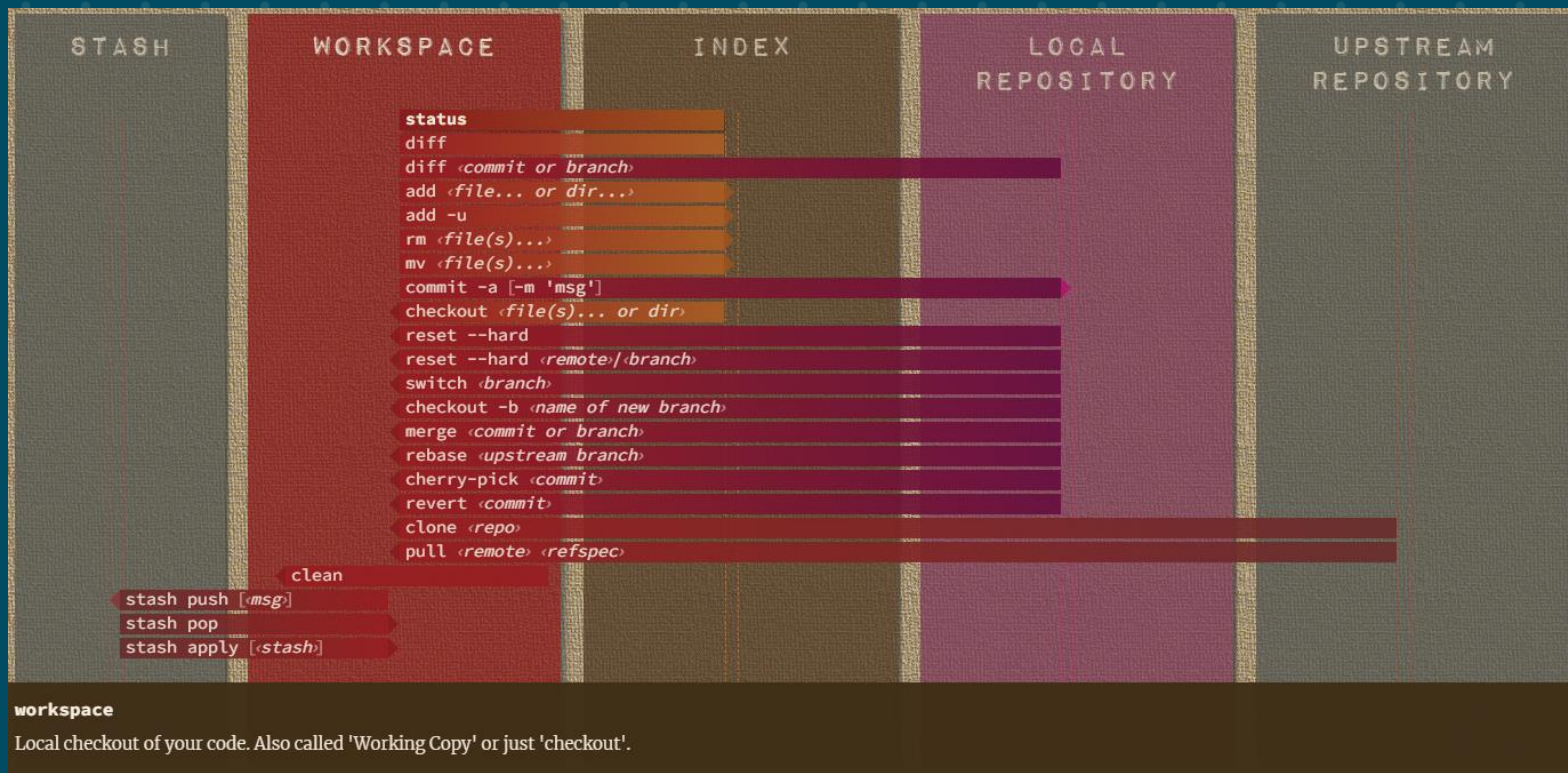 STASH
WORKSPACE
INDEX
LOCAL
REPOSITORY
UPSTREAM
REPOSITORY
status
diff
diff ‹commit or branch›
add ‹file... or dir...›
add -u
rm ‹file(s)...›
mv ‹file(s)...›
commit -a [-m 'msg']
checkout ‹file(s)... or dir›
reset --hard
reset --hard ‹remote›/‹branch›
switch ‹branch›
checkout -b ‹name of new branch›
merge ‹commit or branch›
rebase ‹upstream branch›
cherry-pick ‹commit›
revert ‹commit›
clone ‹repo›
pull ‹remote› ‹refspec›
clean
stash push [‹msg›]
stash pop
stash apply [‹stash›]
workspace
Local checkout of your code. Also called 'Working Copy' or just 'checkout'.